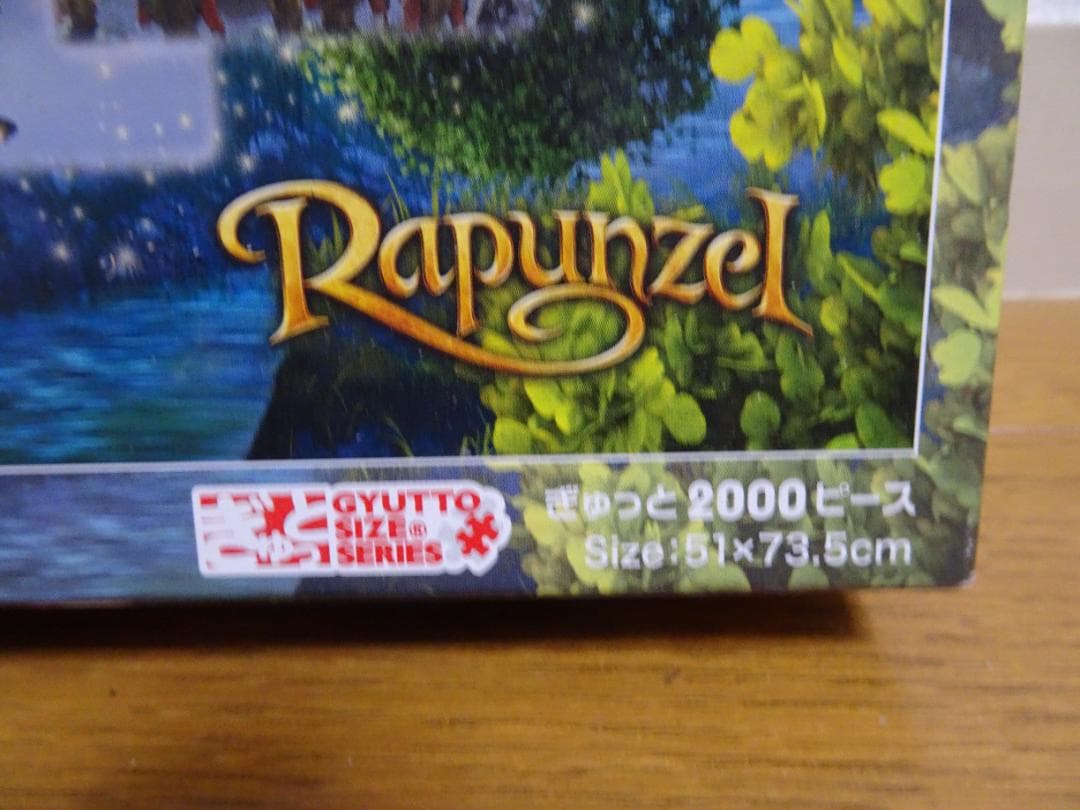 Rapunzel
ぎゅっと
GYUTTO
SIZE®
SERIES
ぎゅっと2000ピース
Size:51×73.5cm